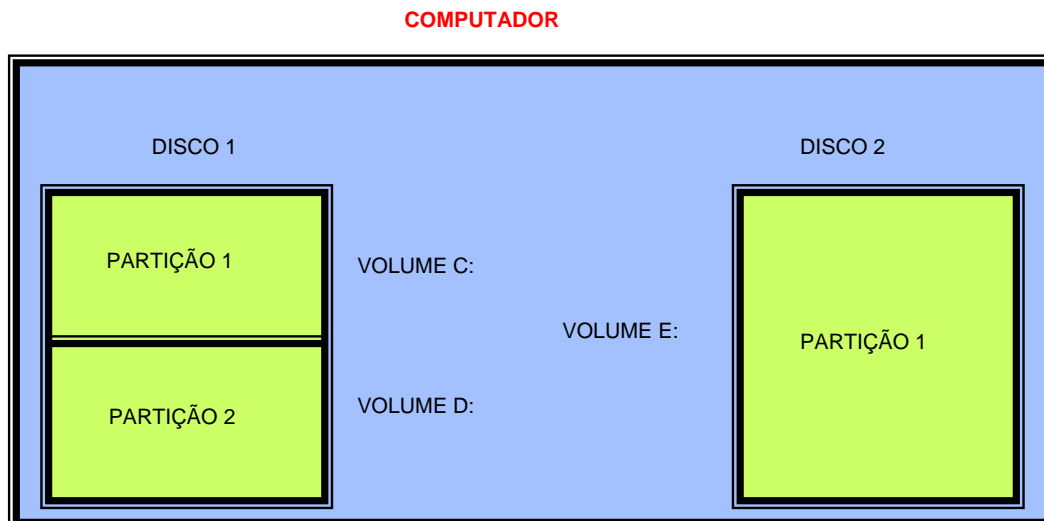 COMPUTADOR
DISCO 1
DISCO 2
PARTIÇÃO 1
VOLUME C:
VOLUME E:
PARTIÇÃO 1
PARTIÇÃO 2
VOLUME D: